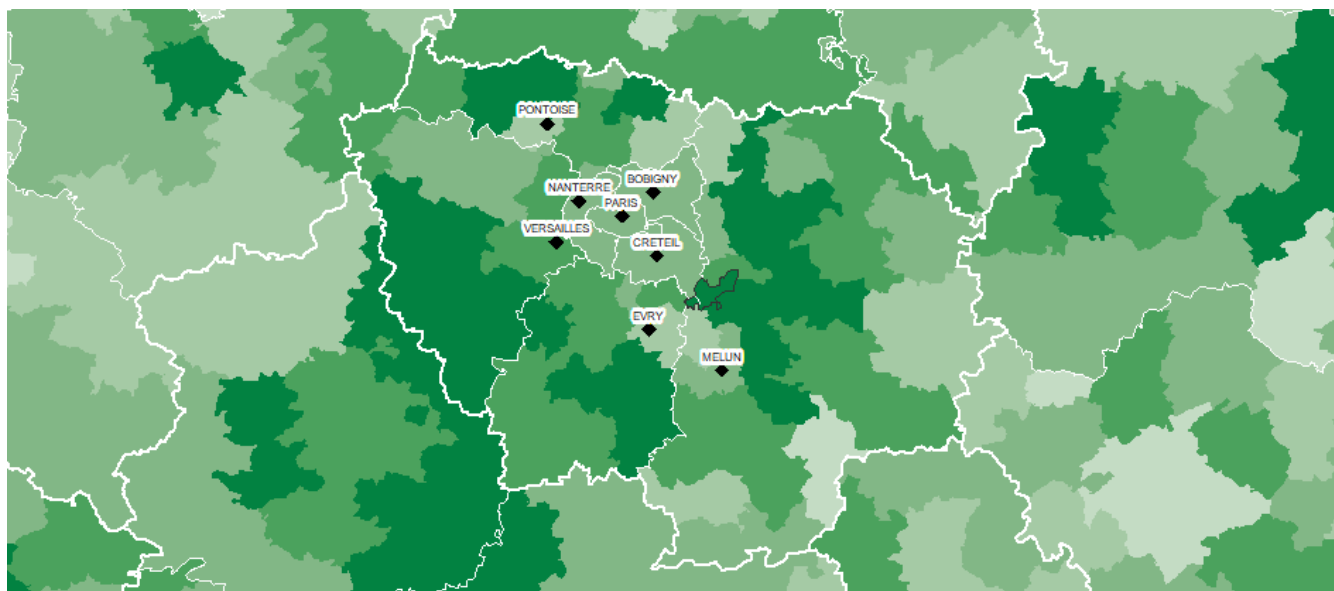 PONTOISE
BOBIGNY
NANTERRE
PARIS
VERSAILLES
CRETEIL
EVRY
MELUN